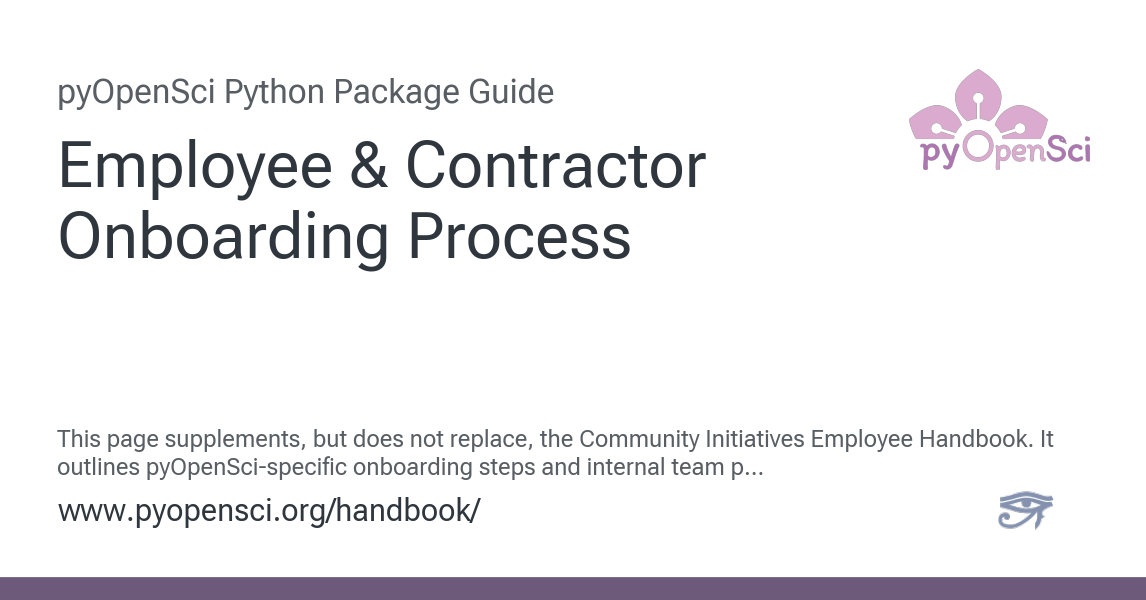 pyOpenSci Python Package Guide
Employee & Contractor
Onboarding Process
pyOpenSci
This page supplements, but does not replace, the Community Initiatives Employee Handbook. It
outlines pyOpenSci-specific onboarding steps and internal team p...
www.pyopensci.org/handbook/